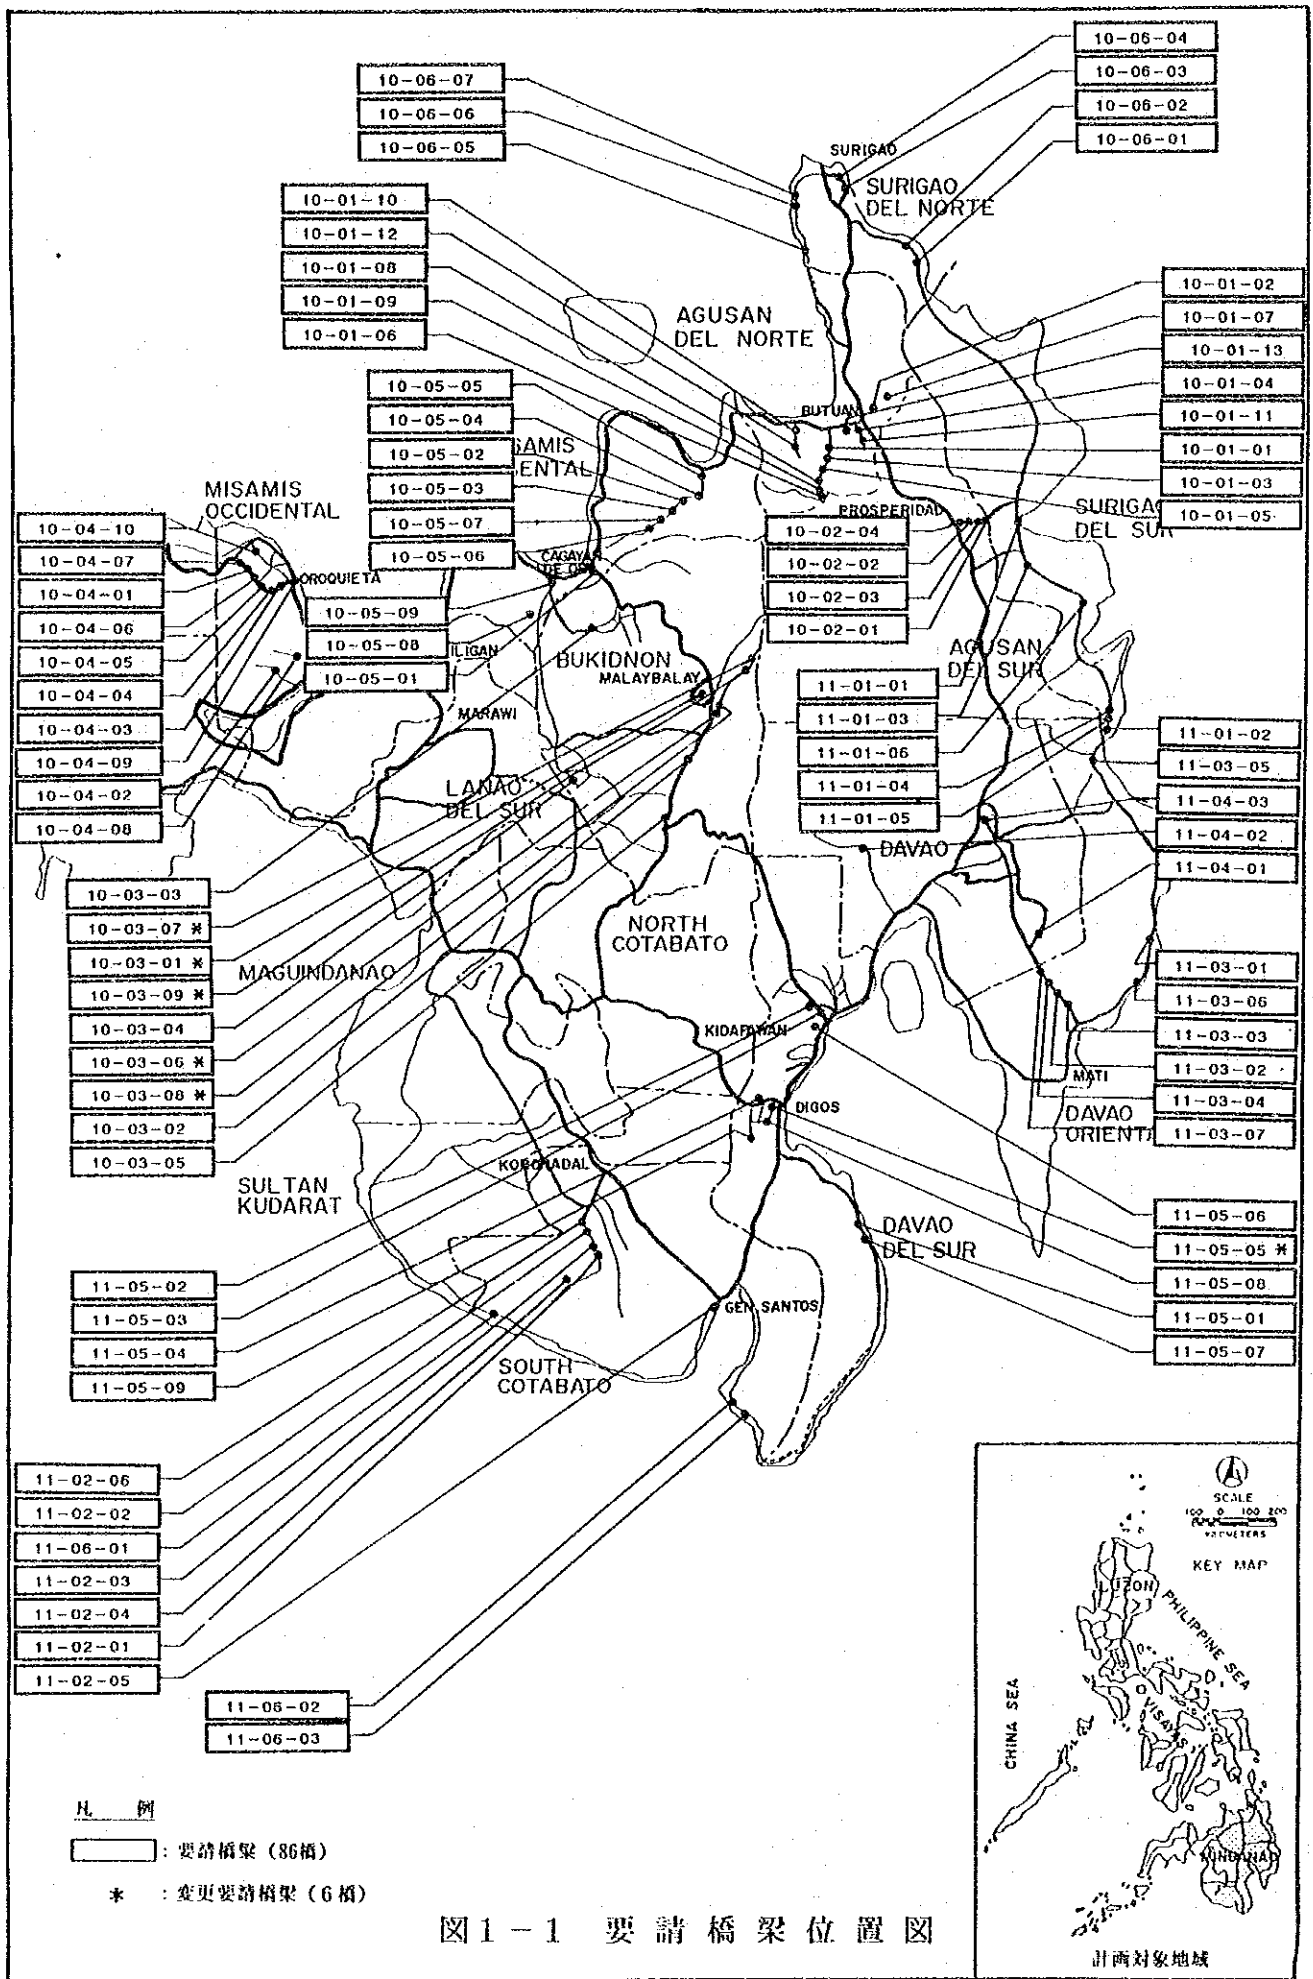 10-06-04
10-06-03
10-06-02
10-06-01
10-06-07
10-06-06
10-06-05
SURIGAO
SURIGAO
DEL NORTE
10-01-10
10-01-12
10-01-08
10-01-09
10-01-06
AGUSAN
DEL NORTE
10-01-02
10-01-07
10-01-13
10-01-04
10-01-11
10-01-01
10-01-03
10-01-05
BUTUAN
10-05-05
10-05-04
10-05-02
10-05-03
10-05-07
10-05-06
MISAMIS
OCCIDENTAL
PROSPERIDAD
SURIGAO
DEL SUR
10-02-04
10-02-02
10-02-03
10-02-01
10-04-10
10-04-07
10-04-01
10-04-06
10-04-05
10-04-04
10-04-03
10-04-09
10-04-02
10-04-08
OROQUIETA
CAGAYAN
DE ORO
10-05-09
10-05-08
10-05-01
ILIGAN
BUKIDNON
MALAYBALAY
AGUSAN
DEL SUR
11-01-01
11-01-03
11-01-06
11-01-04
11-01-05
MARAWI
LANAO
DEL SUR
11-01-02
11-03-05
11-04-03
11-04-02
11-04-01
DAVAO
10-03-03
10-03-07 *
10-03-01 *
10-03-09 *
10-03-04
10-03-06 *
10-03-08 *
10-03-02
10-03-05
NORTH
COTABATO
MAGUINDANAO
KIDAPAWAN
11-03-01
11-03-06
11-03-03
11-03-02
11-03-04
11-03-07
MATI
DAVAO
ORIENTA
DIGOS
KORONADAL
SULTAN
KUDARAT
DAVAO
DEL SUR
11-05-06
11-05-05 *
11-05-08
11-05-01
11-05-07
11-05-02
11-05-03
11-05-04
11-05-09
GEN SANTOS
SOUTH
COTABATO
11-02-06
11-02-02
11-06-01
11-02-03
11-02-04
11-02-01
11-02-05
11-06-02
11-06-03
SCALE
100 0 100 200
KILOMETERS
KEY MAP
LUZON
PHILIPPINE SEA
CHINA SEA
VISAYAS
MINDANAO
計画対象地域
凡 例
: 要請橋梁 (86橋)
* : 変更要請橋梁 (6橋)
図1-1 要請橋梁位置図